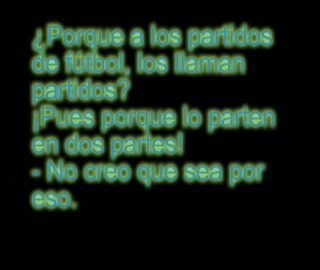 ¿Porque a los partidos
de fútbol, los llaman
partidos?
¡Pues porque lo parten
en dos partes!
- No creo que sea por
eso.